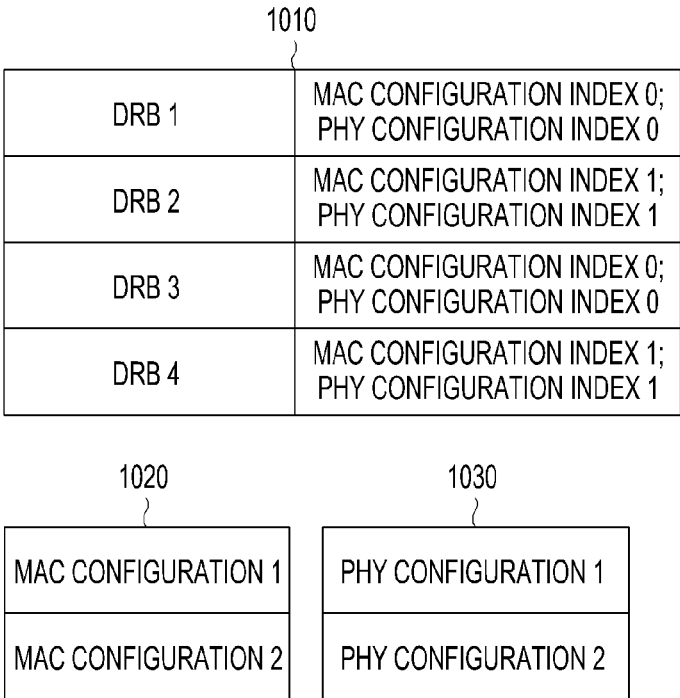 1010
DRB 1
MAC CONFIGURATION INDEX 0;
PHY CONFIGURATION INDEX 0
DRB 2
MAC CONFIGURATION INDEX 1;
PHY CONFIGURATION INDEX 1
DRB 3
MAC CONFIGURATION INDEX 0;
PHY CONFIGURATION INDEX 0
DRB 4
MAC CONFIGURATION INDEX 1;
PHY CONFIGURATION INDEX 1
1020
MAC CONFIGURATION 1
MAC CONFIGURATION 2
1030
PHY CONFIGURATION 1
PHY CONFIGURATION 2